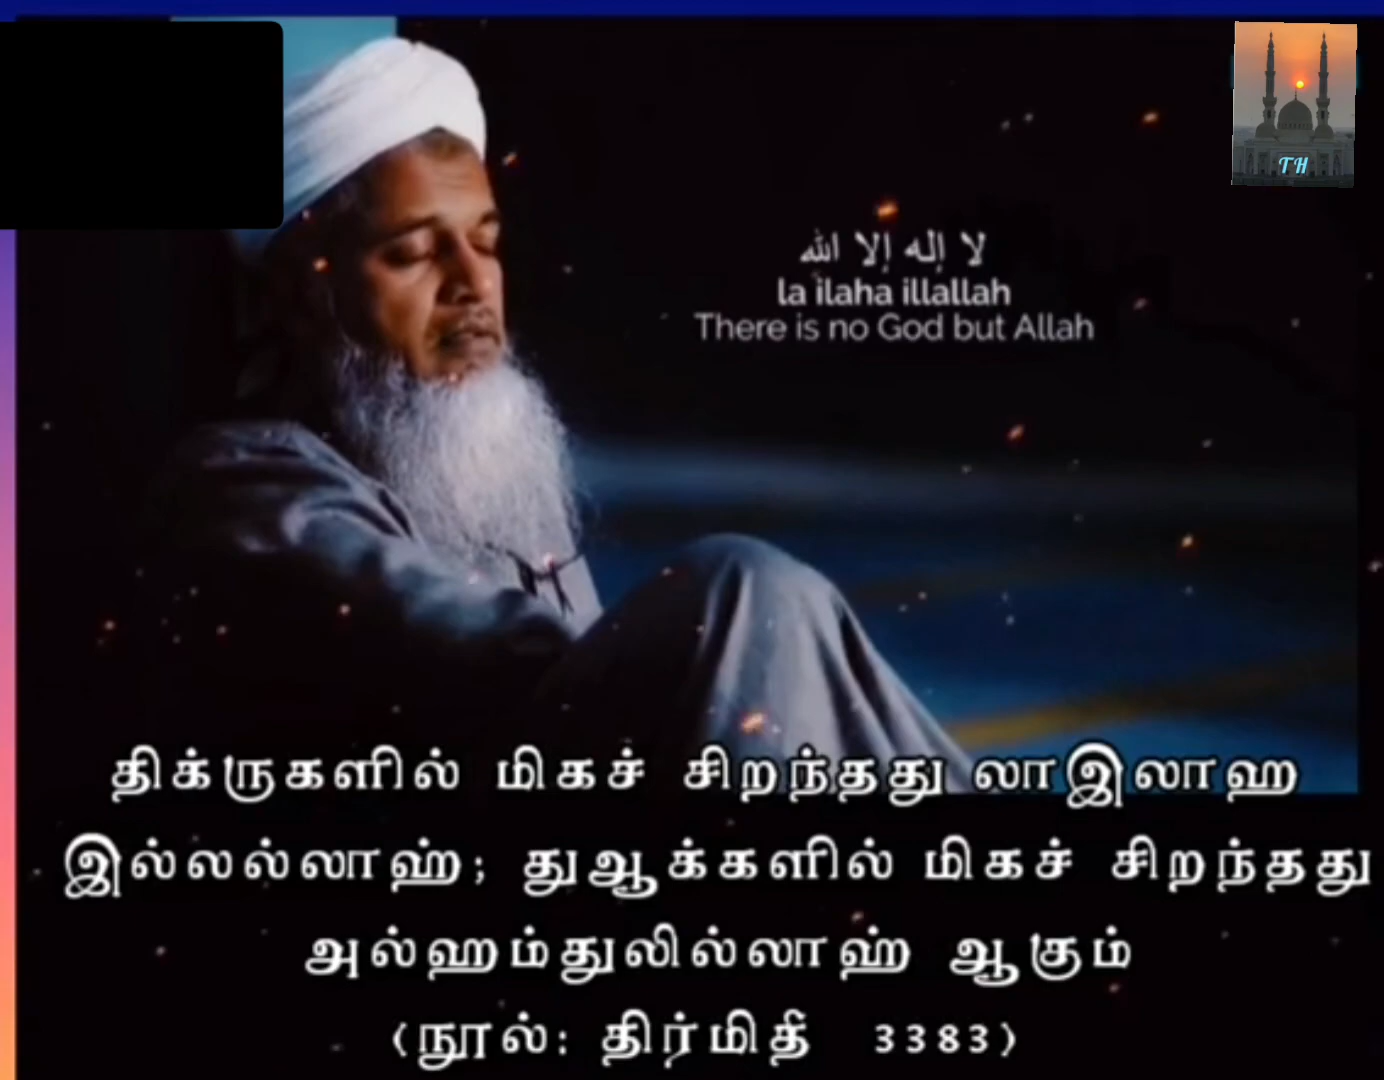 TH
لا إله إلا الله
la ilaha illallah
There is no God but Allah
திக்ருகளில் மிகச் சிறந்தது லாஇலாஹ
இல்லல்லாஹ்; துஆக்களில் மிகச் சிறந்தது
அல்ஹம்துலில்லாஹ் ஆகும்
(நூல்: திர்மிதீ 3383)